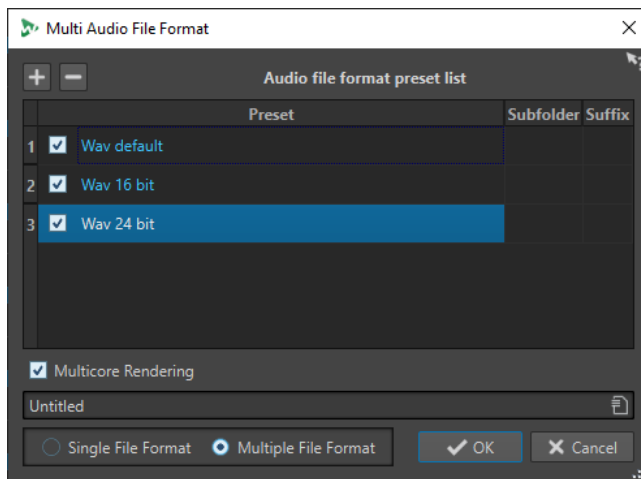 Multi Audio File Format
Audio file format preset list
Preset Subfolder Suffix
1 Wav default
2 Wav 16 bit
3 Wav 24 bit
Multicore Rendering
Untitled
Single File Format Multiple File Format OK Cancel